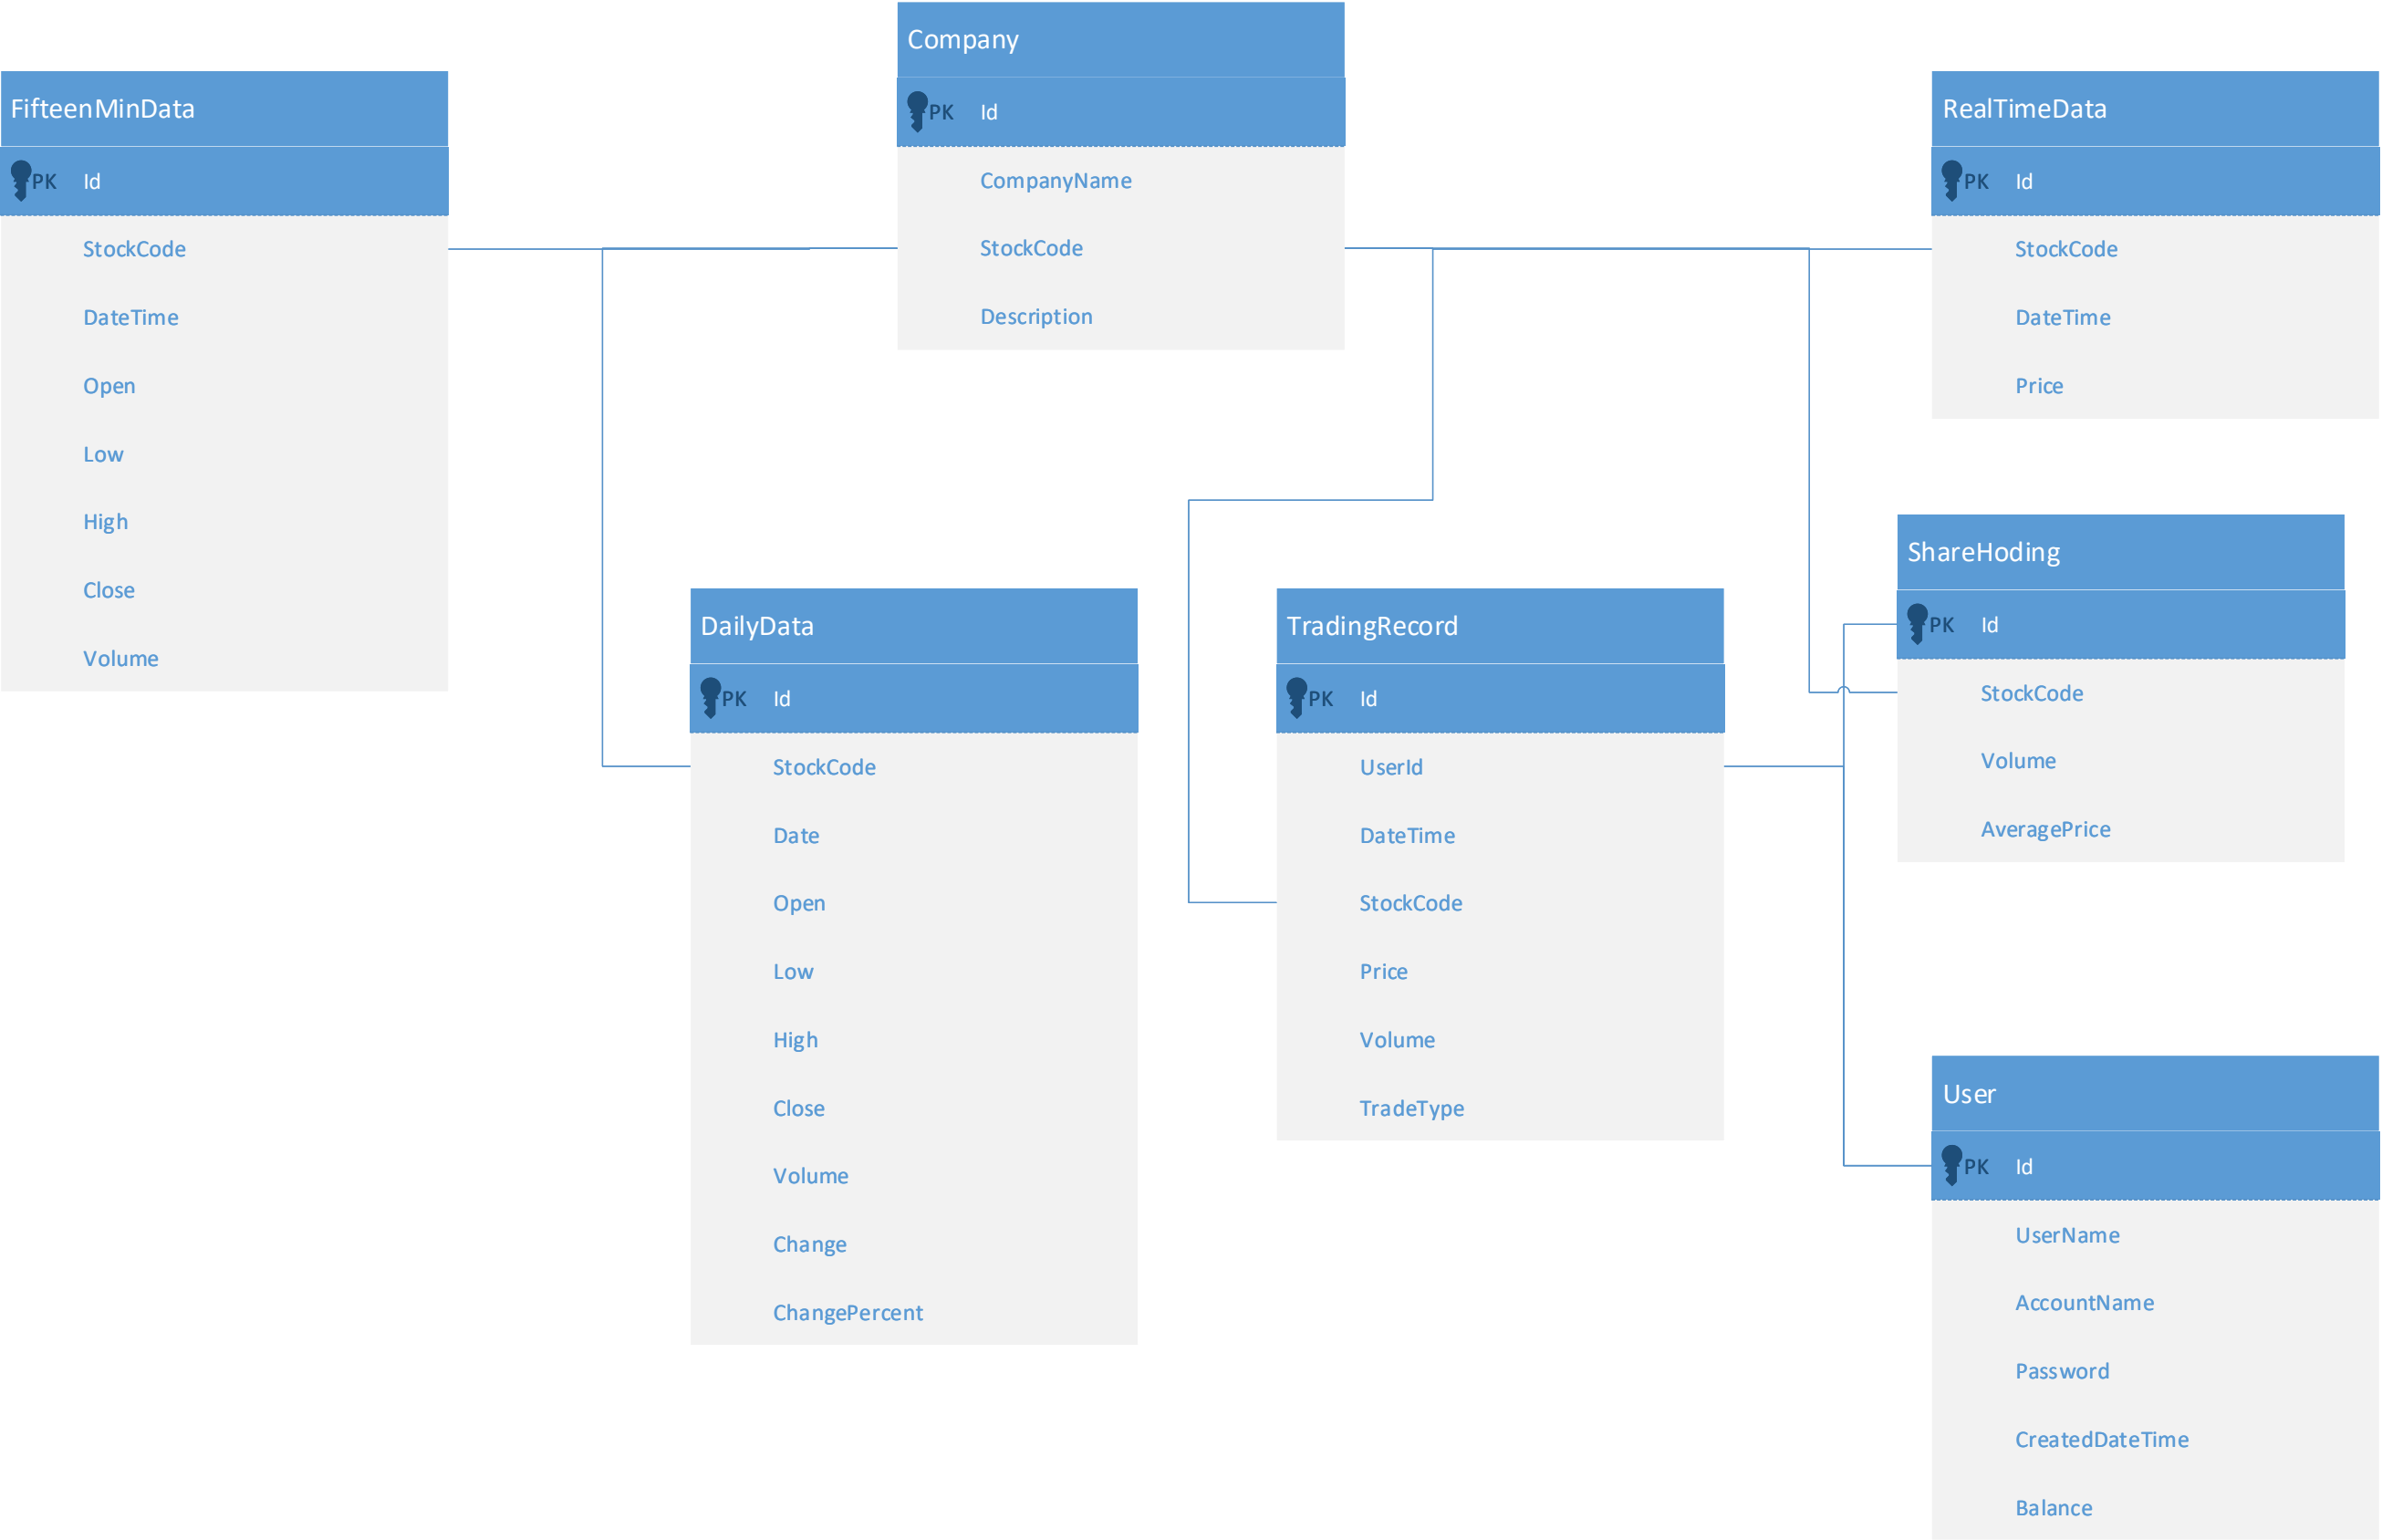 Company
PK Id
CompanyName
StockCode
Description
FifteenMinData
PK Id
StockCode
DateTime
Open
Low
High
Close
Volume
RealTimeData
PK Id
StockCode
DateTime
Price
DailyData
PK Id
StockCode
Date
Open
Low
High
Close
Volume
Change
ChangePercent
TradingRecord
PK Id
UserId
DateTime
StockCode
Price
Volume
TradeType
ShareHoding
PK Id
StockCode
Volume
AveragePrice
User
PK Id
UserName
AccountName
Password
CreatedDateTime
Balance